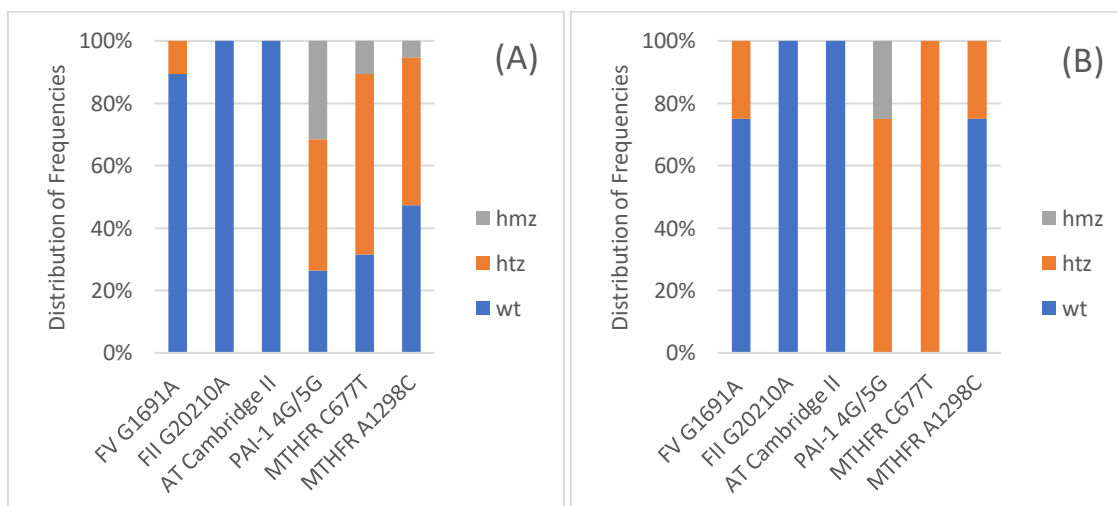 (A)
Distribution of Frequencies
100%
80%
60%
40%
20%
0%
FV G1691A
FII G20210A
AT Cambridge II
PAI-1 4G/5G
MTHFR C677T
MTHFR A1298C
hmz
htz
wt
(B)
Distribution of Frequencies
100%
80%
60%
40%
20%
0%
FV G1691A
FII G20210A
AT Cambridge II
PAI-1 4G/5G
MTHFR C677T
MTHFR A1298C
hmz
htz
wt